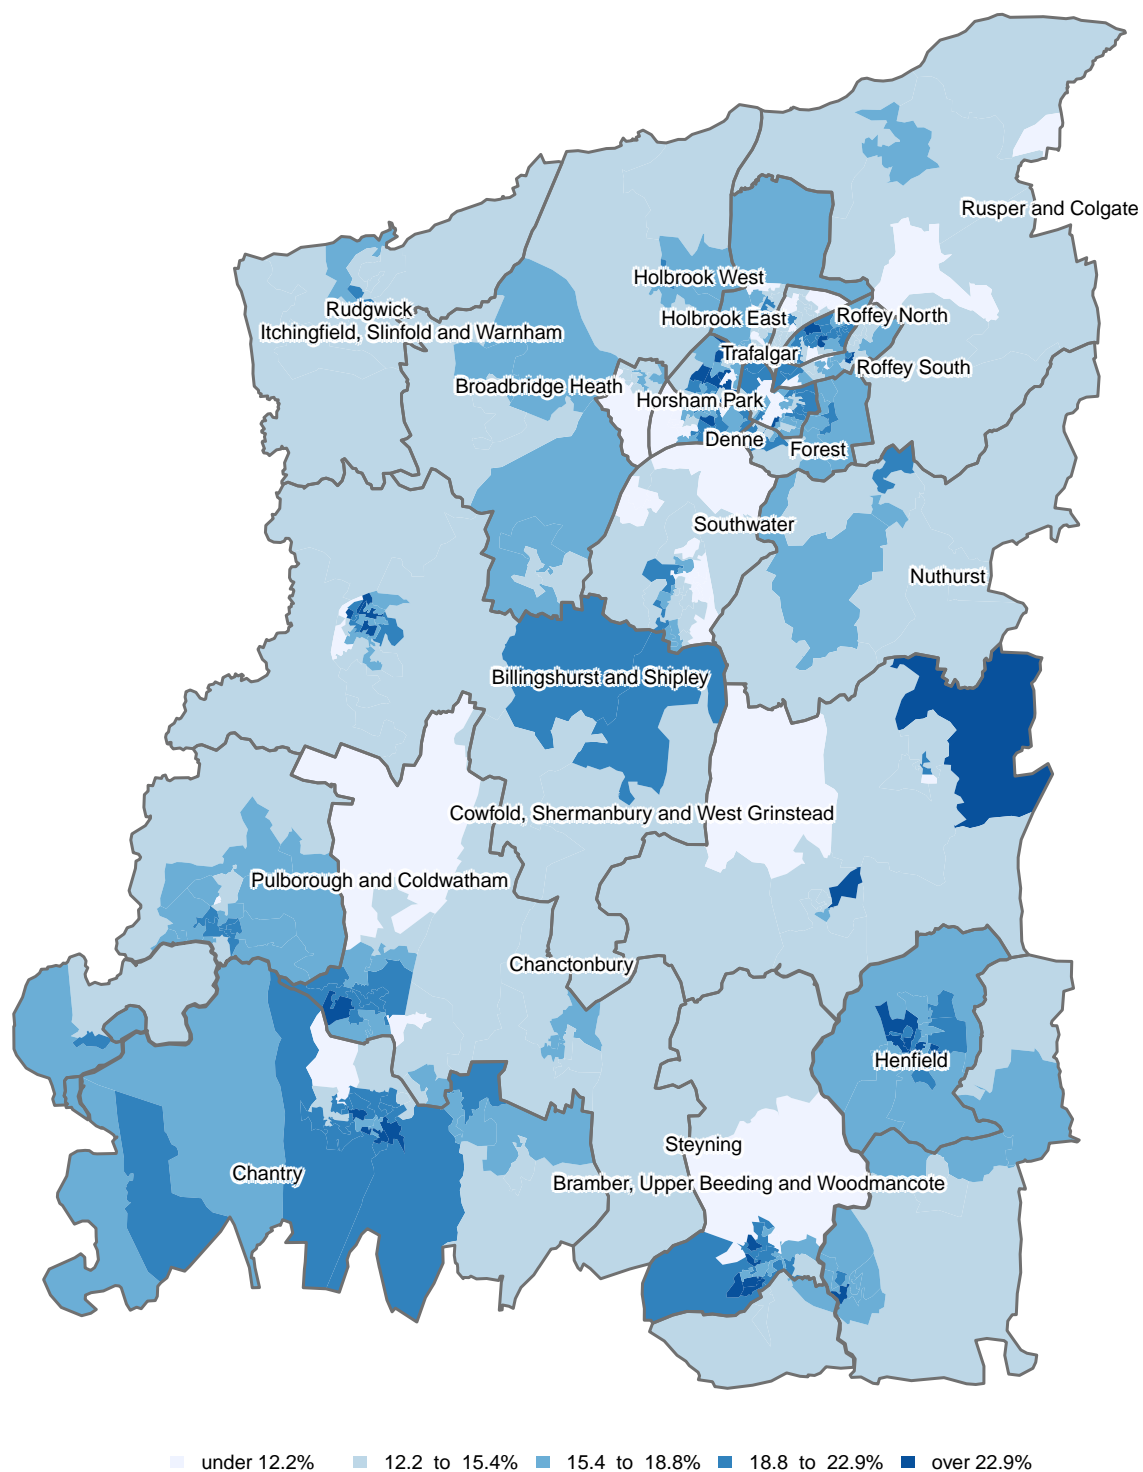 Rusper and Colgate
Holbrook West
Rudgwick
Holbrook East
Roffey North
Itchingfield, Slinfold and Warnham
Trafalgar
Roffey South
Broadbridge Heath
Horsham Park
Denne
Forest
Southwater
Nuthurst
Billingshurst and Shipley
Cowfold, Shermanbury and West Grinstead
Pulborough and Coldwatham
Chanctonbury
Henfield
Steyning
Chantry
Bramber, Upper Beeding and Woodmancote
under 12.2% 12.2 to 15.4% 15.4 to 18.8% 18.8 to 22.9% over 22.9%